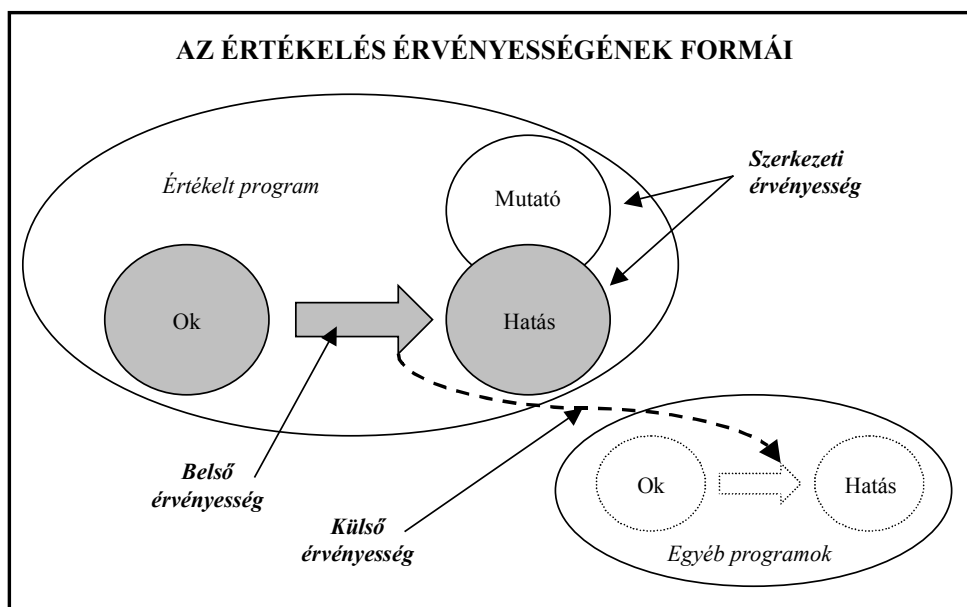 AZ ÉRTÉKELÉS ÉRVÉNYESSÉGÉNEK FORMÁI
Értékelt program
Mutató
Szerkezeti
érvényesség
Ok
Hatás
Belső
érvényesség
Külső
érvényesség
Ok
Hatás
Egyéb programok